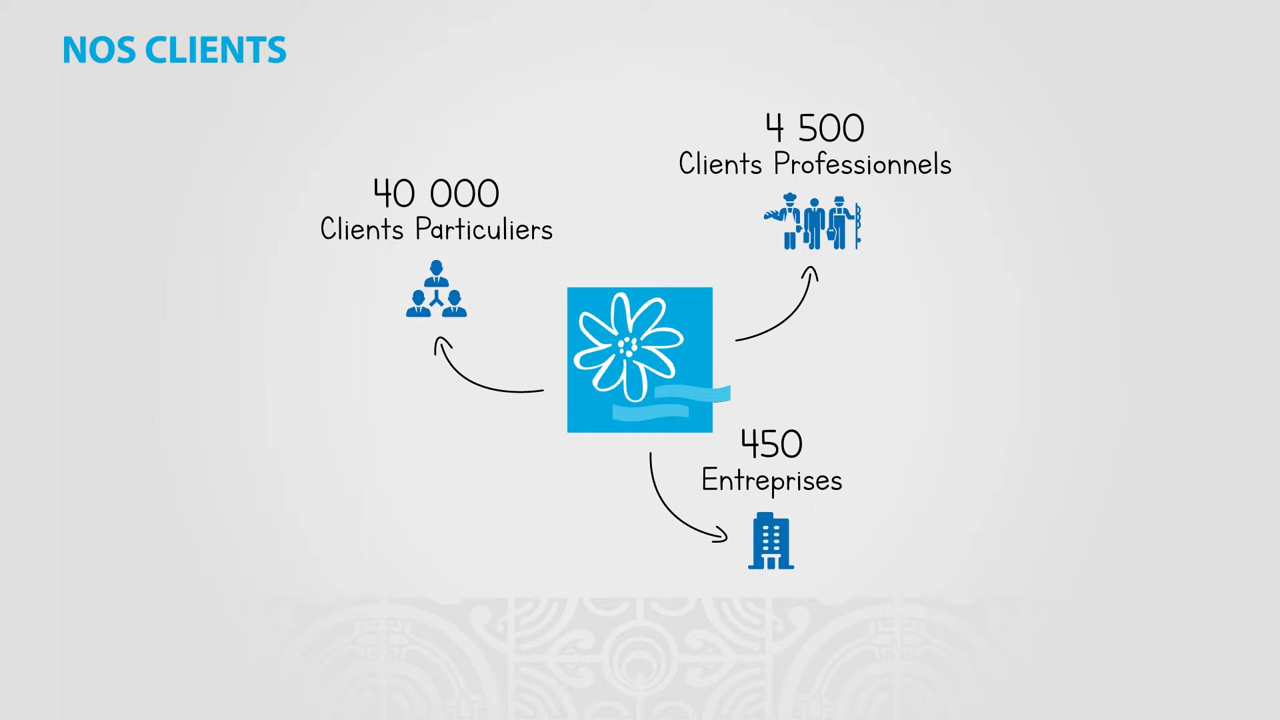 NOS CLIENTS
4 500
Clients Professionnels
40 000
Clients Particuliers
450
Entreprises